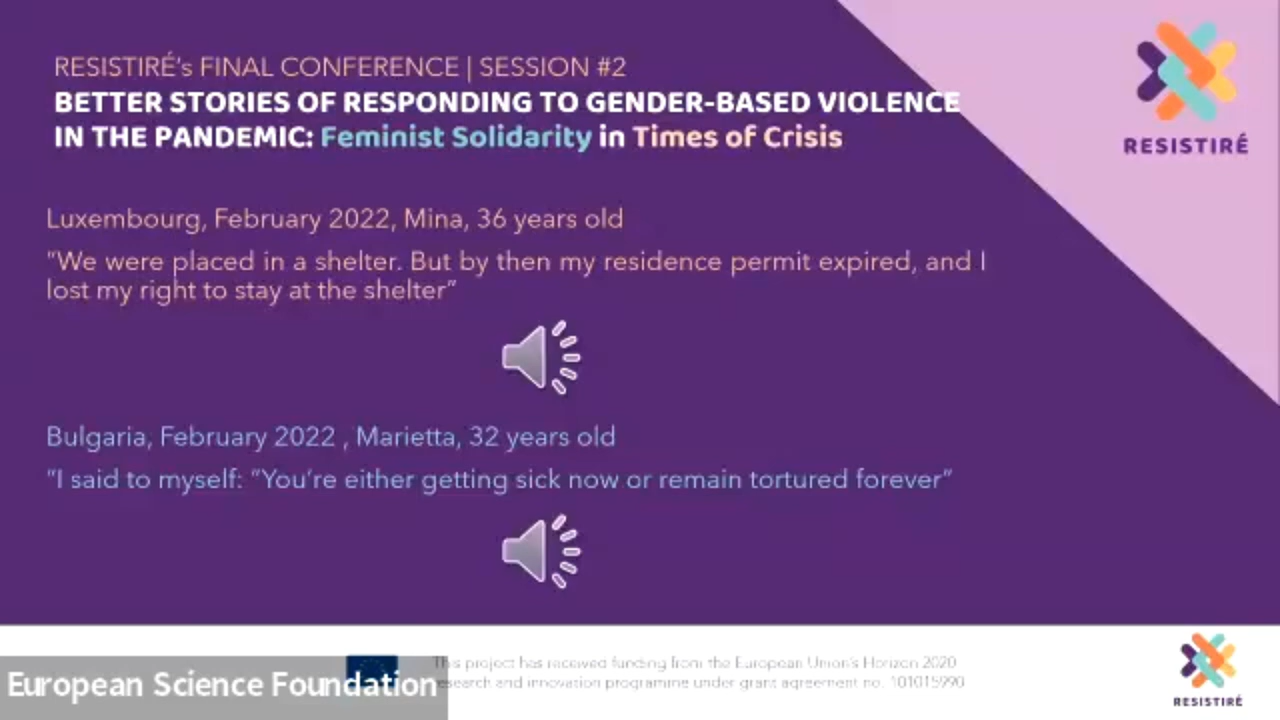 RESISTIRÉ's FINAL CONFERENCE | SESSION #2
BETTER STORIES OF RESPONDING TO GENDER-BASED VIOLENCE
IN THE PANDEMIC: Feminist Solidarity in Times of Crisis
RESISTIRÉ
Luxembourg, February 2022, Mina, 36 years old
"We were placed in a shelter. But by then my residence permit expired, and I
lost my right to stay at the shelter"
Bulgaria, February 2022 , Marietta, 32 years old
"I said to myself: "You're either getting sick now or remain tortured forever"
This project has received funding from the European Union's Horizon 2020
research and innovation programme under grant agreement no. 101015990
European Science Foundation
RESISTIRÉ